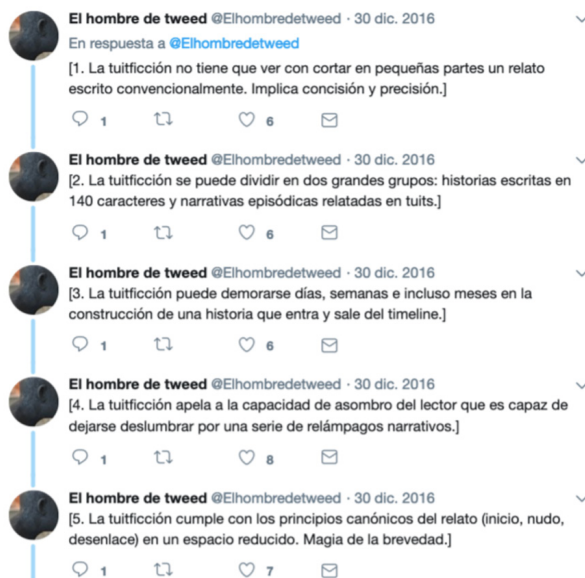 El hombre de tweed @Elhombredetweed · 30 dic. 2016
En respuesta a @Elhombredetweed
[1. La tuitficción no tiene que ver con cortar en pequeñas partes un relato
escrito convencionalmente. Implica concisión y precisión.]
1 6
El hombre de tweed @Elhombredetweed · 30 dic. 2016
[2. La tuitficción se puede dividir en dos grandes grupos: historias escritas en
140 caracteres y narrativas episódicas relatadas en tuits.]
1 6
El hombre de tweed @Elhombredetweed · 30 dic. 2016
[3. La tuitficción puede demorarse días, semanas e incluso meses en la
construcción de una historia que entra y sale del timeline.]
1 6
El hombre de tweed @Elhombredetweed · 30 dic. 2016
[4. La tuitficción apela a la capacidad de asombro del lector que es capaz de
dejarse deslumbrar por una serie de relámpagos narrativos.]
1 8
El hombre de tweed @Elhombredetweed · 30 dic. 2016
[5. La tuitficción cumple con los principios canónicos del relato (inicio, nudo,
desenlace) en un espacio reducido. Magia de la brevedad.]
1 7